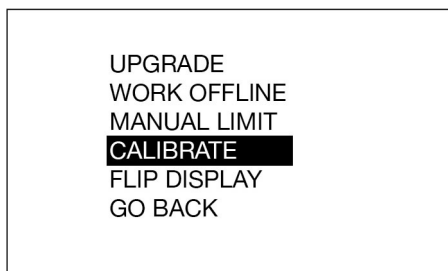 UPGRADE
WORK OFFLINE
MANUAL LIMIT
CALIBRATE
FLIP DISPLAY
GO BACK